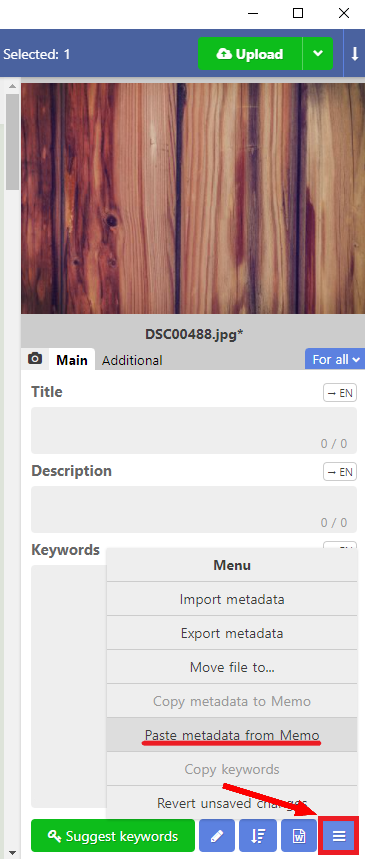 Selected: 1
Upload
DSC00488.jpg*
Main
Additional
For all
Title
→ EN
0 / 0
Description
→ EN
0 / 0
Keywords
Menu
Import metadata
Export metadata
Move file to...
Copy metadata to Memo
Paste metadata from Memo
Copy keywords
Revert unsaved changes
Suggest keywords
W